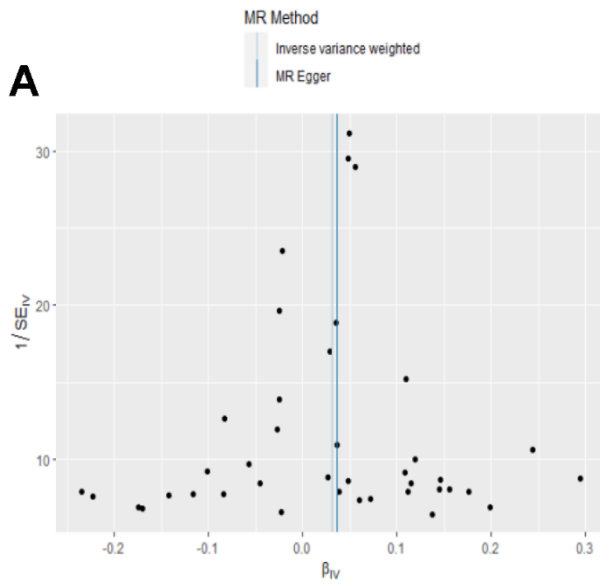 MR Method
Inverse variance weighted
MR Egger
A
30
20
10
1/ SE_IV
-0.2 -0.1 0.0 0.1 0.2 0.3
β_IV